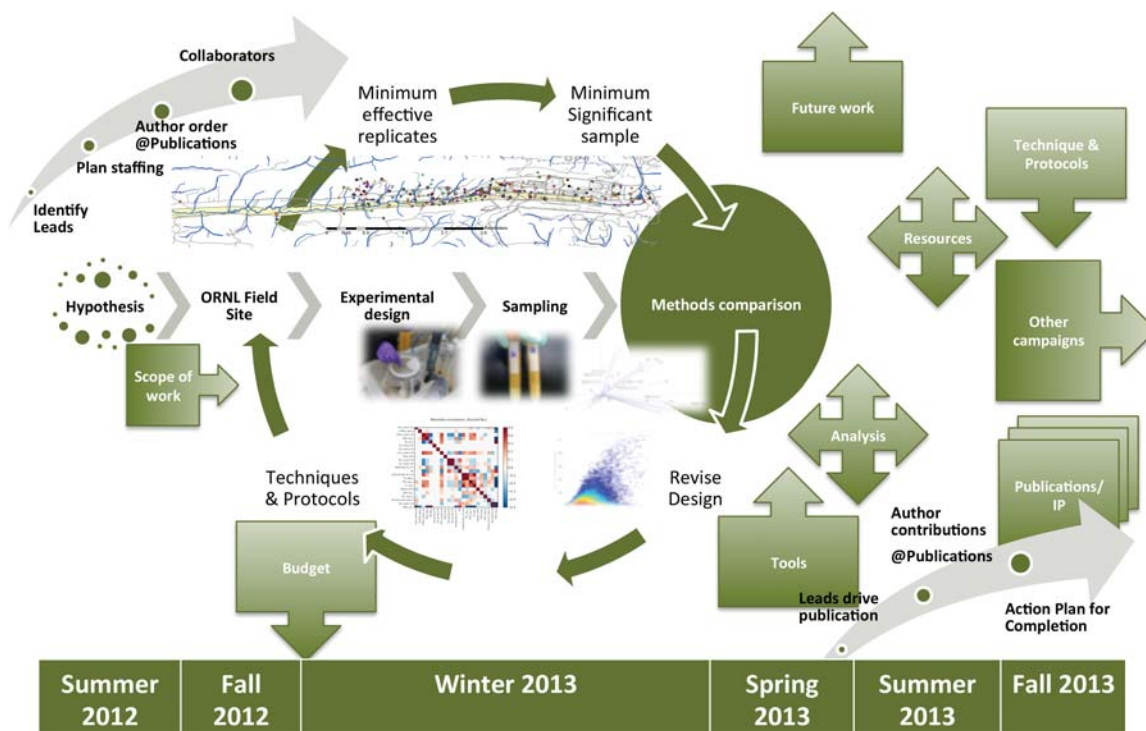 Collaborators
Author order
@Publications
Plan staffing
Identify
Leads
Minimum
effective
replicates
Minimum
Significant
sample
Future work
Technique &
Protocols
Resources
Hypothesis
ORNL Field
Site
Experimental
design
Sampling
Methods comparison
Other
campaigns
Scope of
work
Analysis
Techniques
& Protocols
Revise
Design
Publications/
IP
Author
contributions
@Publications
Budget
Tools
Leads drive
publication
Action Plan for
Completion
Summer
2012
Fall
2012
Winter 2013
Spring
2013
Summer
2013
Fall 2013